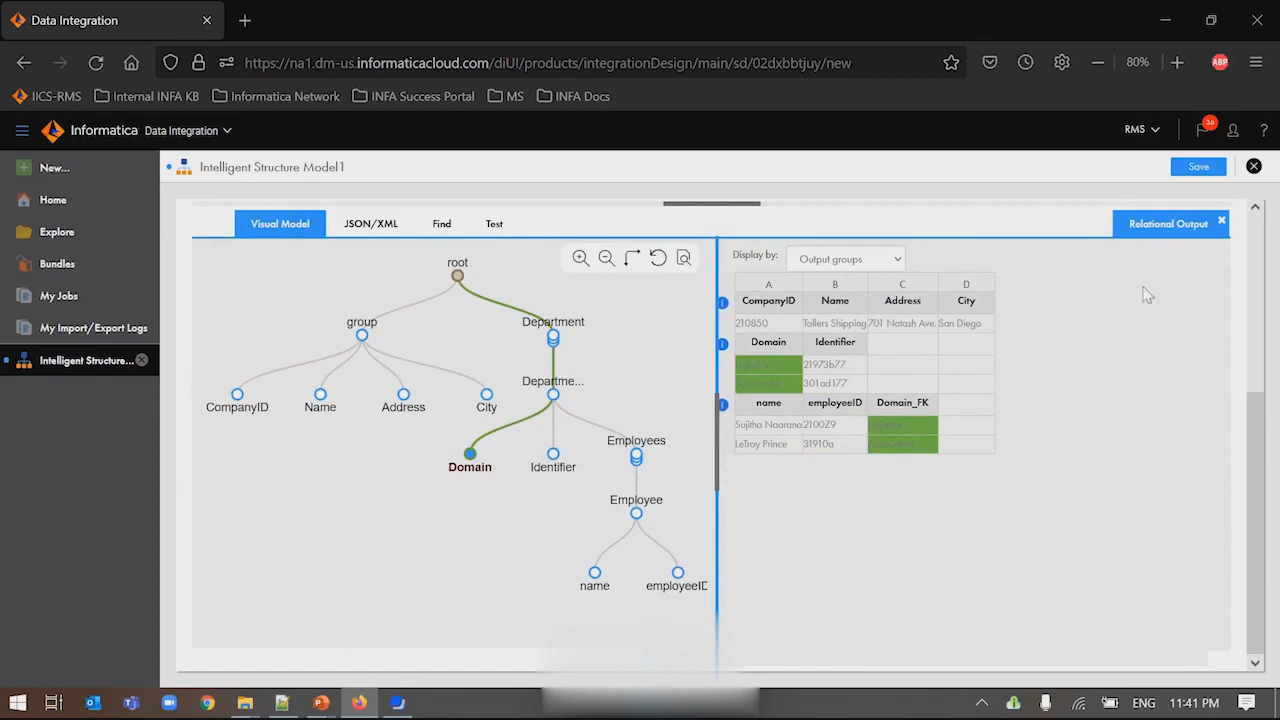 Data Integration
https://na1.dm-us.informaticacloud.com/diUI/products/integrationDesign/main/sd/02dxbbtjuy/new
80%
ABP
IICS-RMS
Internal INFA KB
Informatica Network
INFA Success Portal
MS
INFA Docs
Informatica
Data Integration
RMS
36
?
New...
Home
Explore
Bundles
My Jobs
My Import/Export Logs
Intelligent Structure...
Intelligent Structure Model1
Save
Visual Model
JSON/XML
Find
Test
Relational Output
root
group
Department
Departme...
CompanyID
Name
Address
City
Domain
Identifier
Employees
Employee
name
employeeID
Display by:
Output groups
A B C D
CompanyID Name Address City
210850 Tollers Shipping 701 Natash Ave. San Diego
Domain Identifier
Logistics 21973b77
Accounting 301ad177
name employeeID Domain_FK
Sujitha Naarana 2100Z9 Logistics
LeTroy Prince 31910a Accounting
ENG
11:41 PM